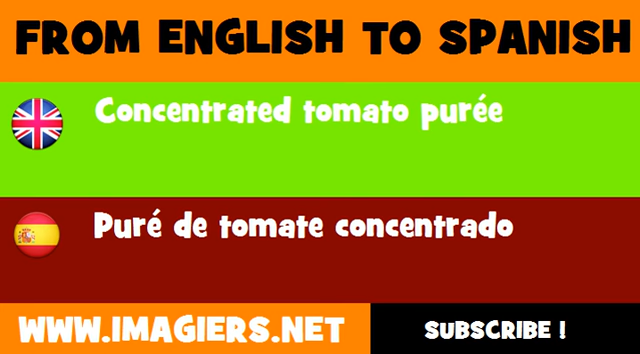 FROM ENGLISH TO SPANISH
Concentrated tomato purée
Puré de tomate concentrado
WWW.IMAGIERS.NET
SUBSCRIBE !